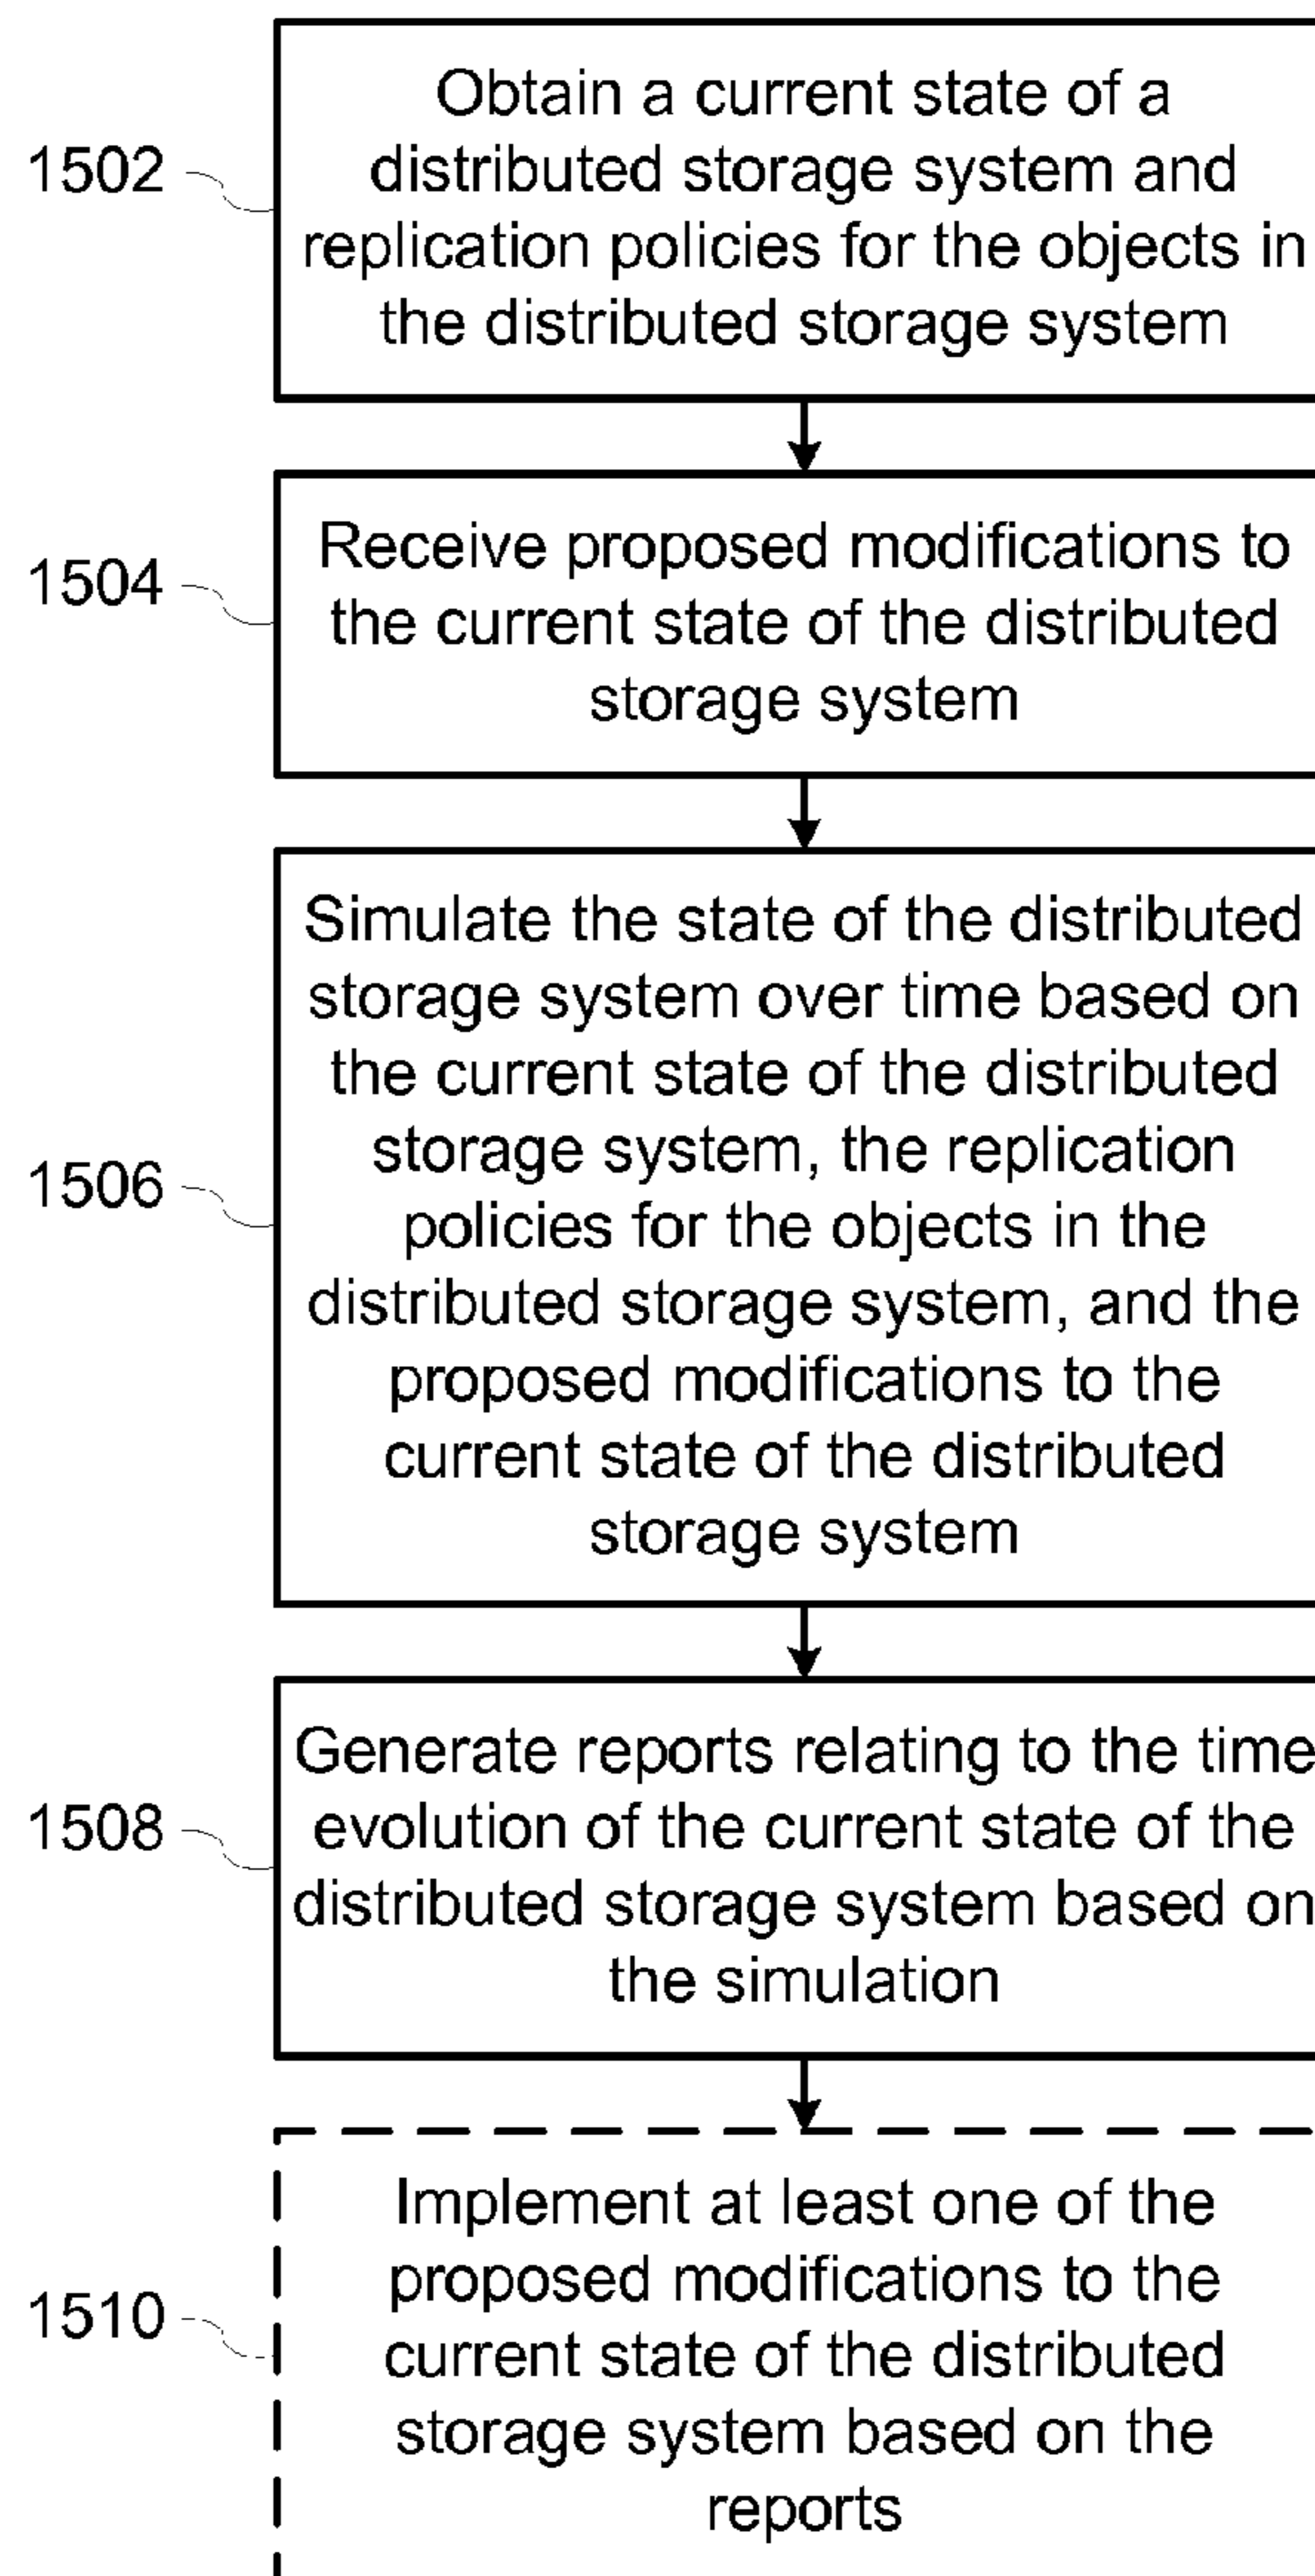 1502
Obtain a current state of a
distributed storage system and
replication policies for the objects in
the distributed storage system
1504
Receive proposed modifications to
the current state of the distributed
storage system
1506
Simulate the state of the distributed
storage system over time based on
the current state of the distributed
storage system, the replication
policies for the objects in the
distributed storage system, and the
proposed modifications to the
current state of the distributed
storage system
1508
Generate reports relating to the time
evolution of the current state of the
distributed storage system based on
the simulation
1510
Implement at least one of the
proposed modifications to the
current state of the distributed
storage system based on the
reports